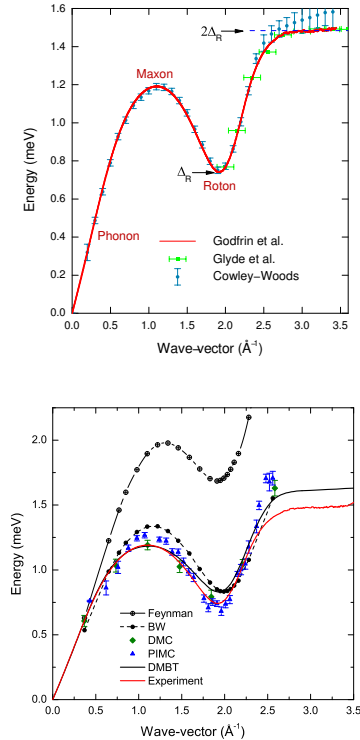 1.6
1.4
1.2
1.0
0.8
0.6
0.4
0.2
0.0
Energy (meV)
2Δ_R
Maxon
Δ_R
Roton
Phonon
Godfrin et al.
Glyde et al.
Cowley−Woods
0.0 0.5 1.0 1.5 2.0 2.5 3.0 3.5
Wave−vector (Å⁻¹)
2.0
1.5
1.0
0.5
0.0
Energy (meV)
Feynman
BW
DMC
PIMC
DMBT
Experiment
0.0 0.5 1.0 1.5 2.0 2.5 3.0 3.5
Wave-vector (Å⁻¹)